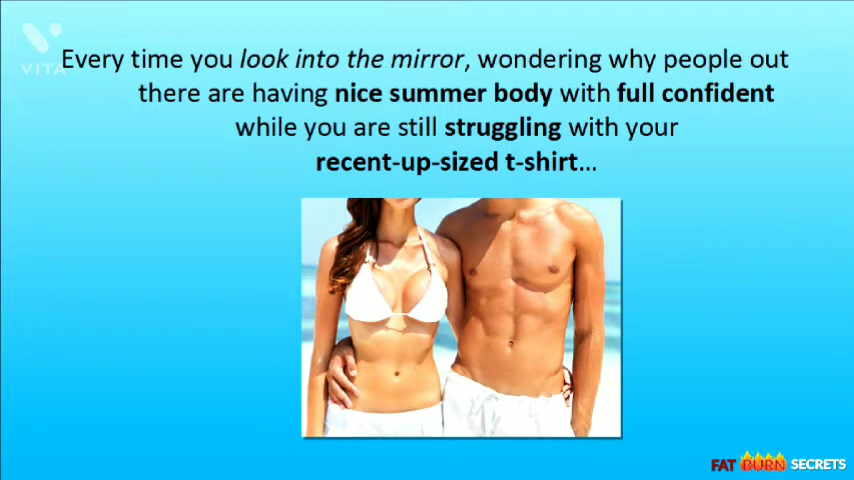 VITA
Every time you look into the mirror, wondering why people out
there are having nice summer body with full confident
while you are still struggling with your
recent-up-sized t-shirt...
FAT BURN SECRETS